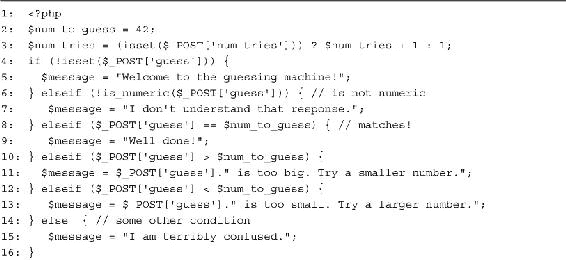 1: <?php
2: $num_to_guess = 42;
3: $num_tries = (isset($_POST['num_tries'])) ? $num_tries + 1 : 1;
4: if (!isset($_POST['guess'])) {
5: $message = "Welcome to the guessing machine!";
6: } elseif (!is_numeric($_POST['guess'])) { // is not numeric
7: $message = "I don't understand that response.";
8: } elseif ($_POST['guess'] == $num_to_guess) { // matches!
9: $message = "Well done!";
10: } elseif ($_POST['guess'] > $num_to_guess) {
11: $message = $_POST['guess']." is too big. Try a smaller number.";
12: } elseif ($_POST['guess'] < $num_to_guess) {
13: $message = $_POST['guess']." is too small. Try a larger number.";
14: } else { // some other condition
15: $message = "I am terribly confused.";
16: }